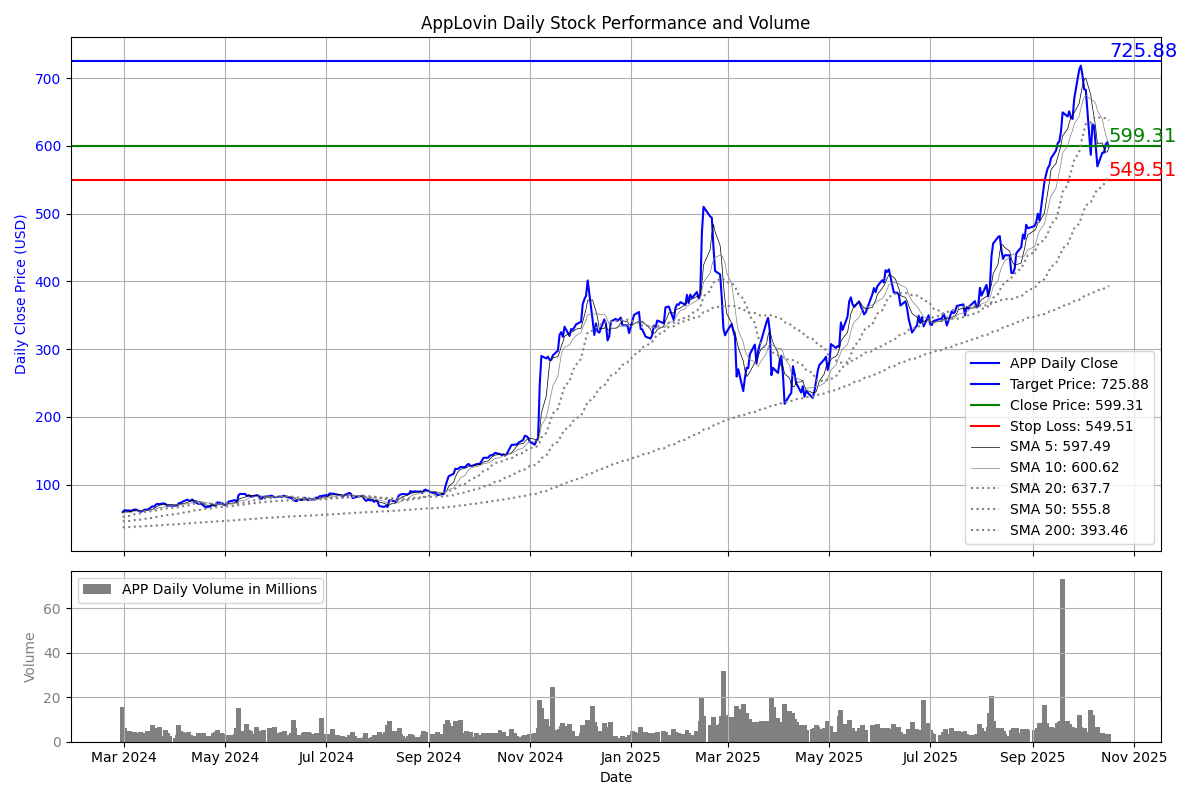 AppLovin Daily Stock Performance and Volume
725.88
700
600
599.31
549.51
500
400
300
200
100
Daily Close Price (USD)
APP Daily Close
Target Price: 725.88
Close Price: 599.31
Stop Loss: 549.51
SMA 5: 597.49
SMA 10: 600.62
SMA 20: 637.7
SMA 50: 555.8
SMA 200: 393.46
APP Daily Volume in Millions
60
40
20
0
Volume
Mar 2024 May 2024 Jul 2024 Sep 2024 Nov 2024 Jan 2025 Mar 2025 May 2025 Jul 2025 Sep 2025 Nov 2025
Date